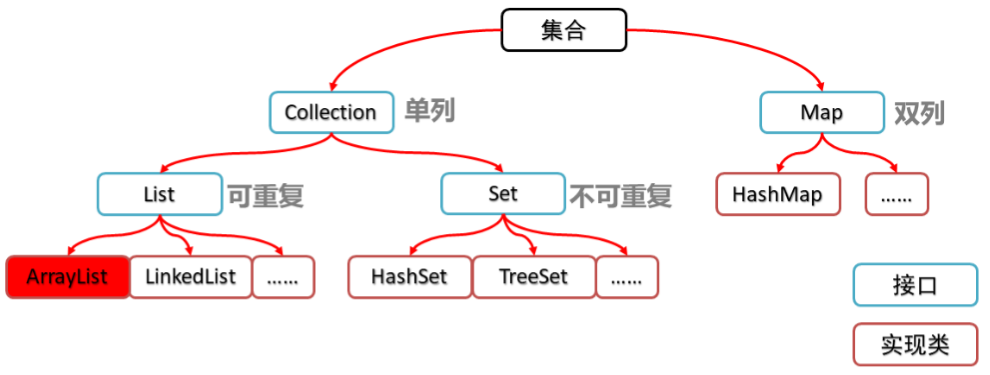 集合
Collection
单列
Map
双列
List
可重复
Set
不可重复
HashMap
……
ArrayList
LinkedList
……
HashSet
TreeSet
……
接口
实现类